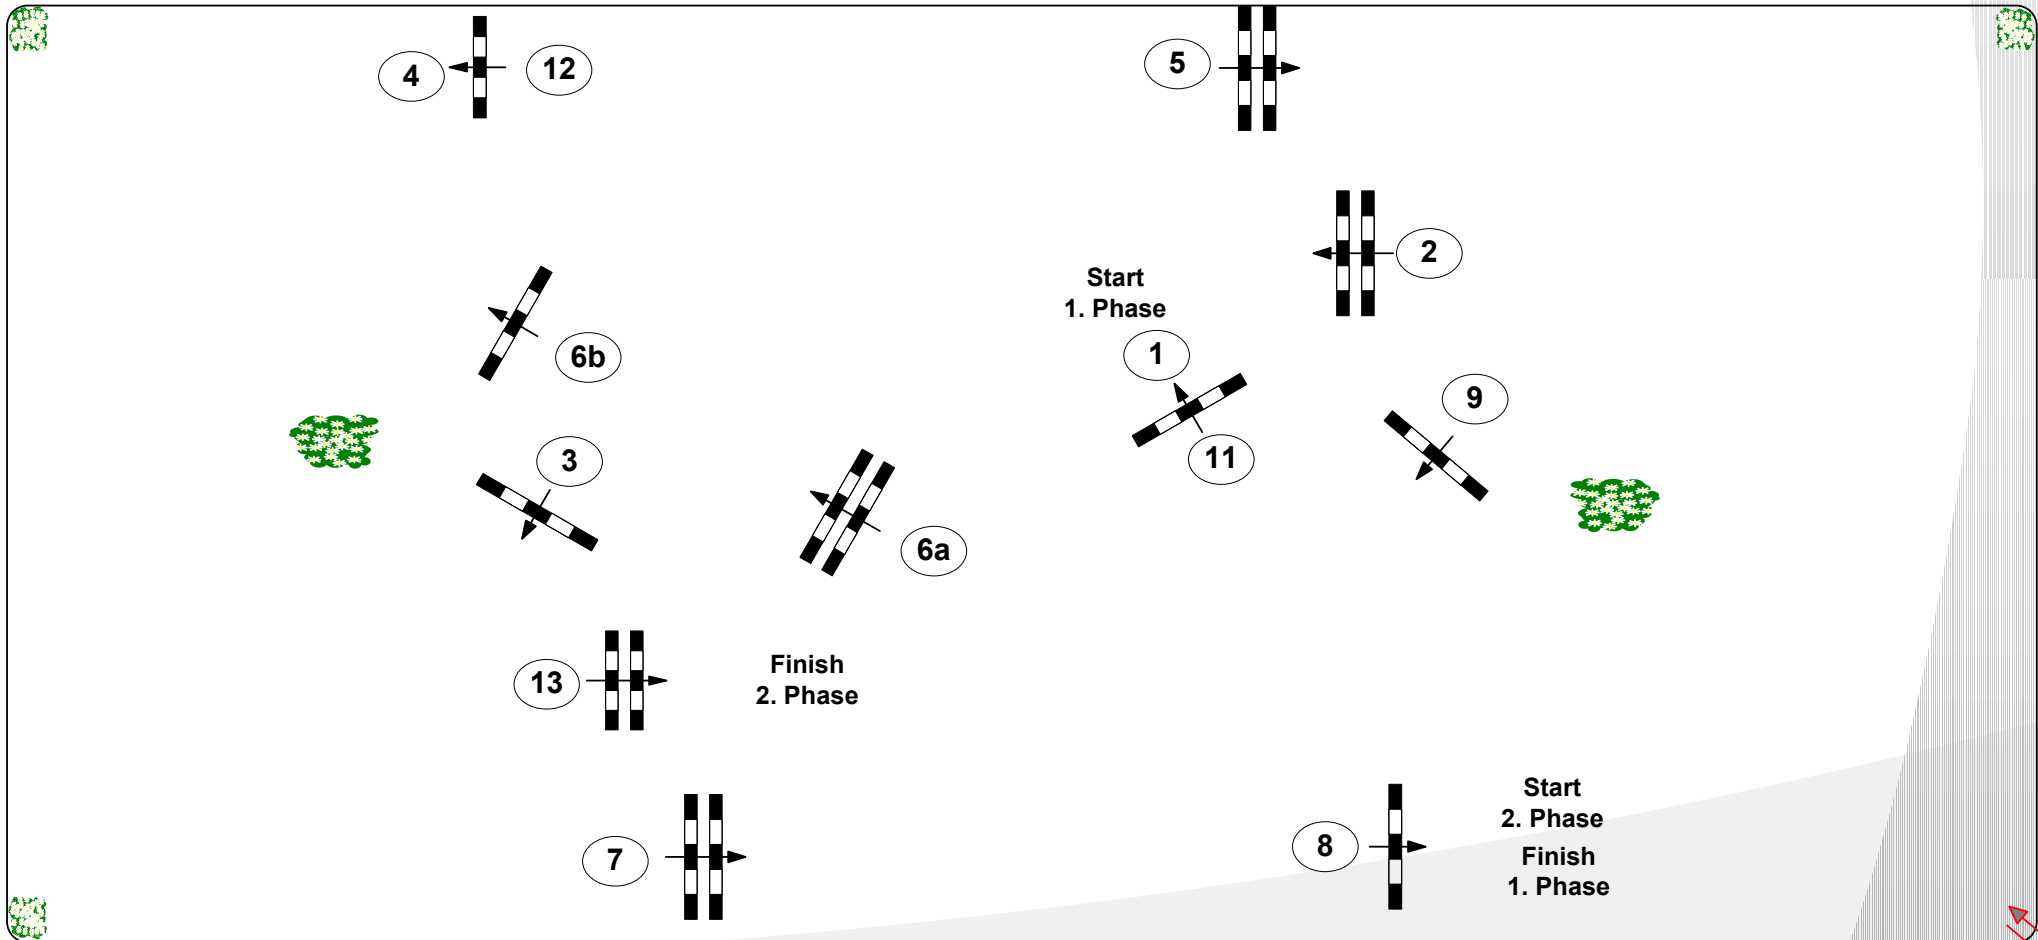 4
12
5
2
Start
1. Phase
1
6b
9
3
11
6a
13
Finish
2. Phase
Start
2. Phase
8
7
Finish
1. Phase